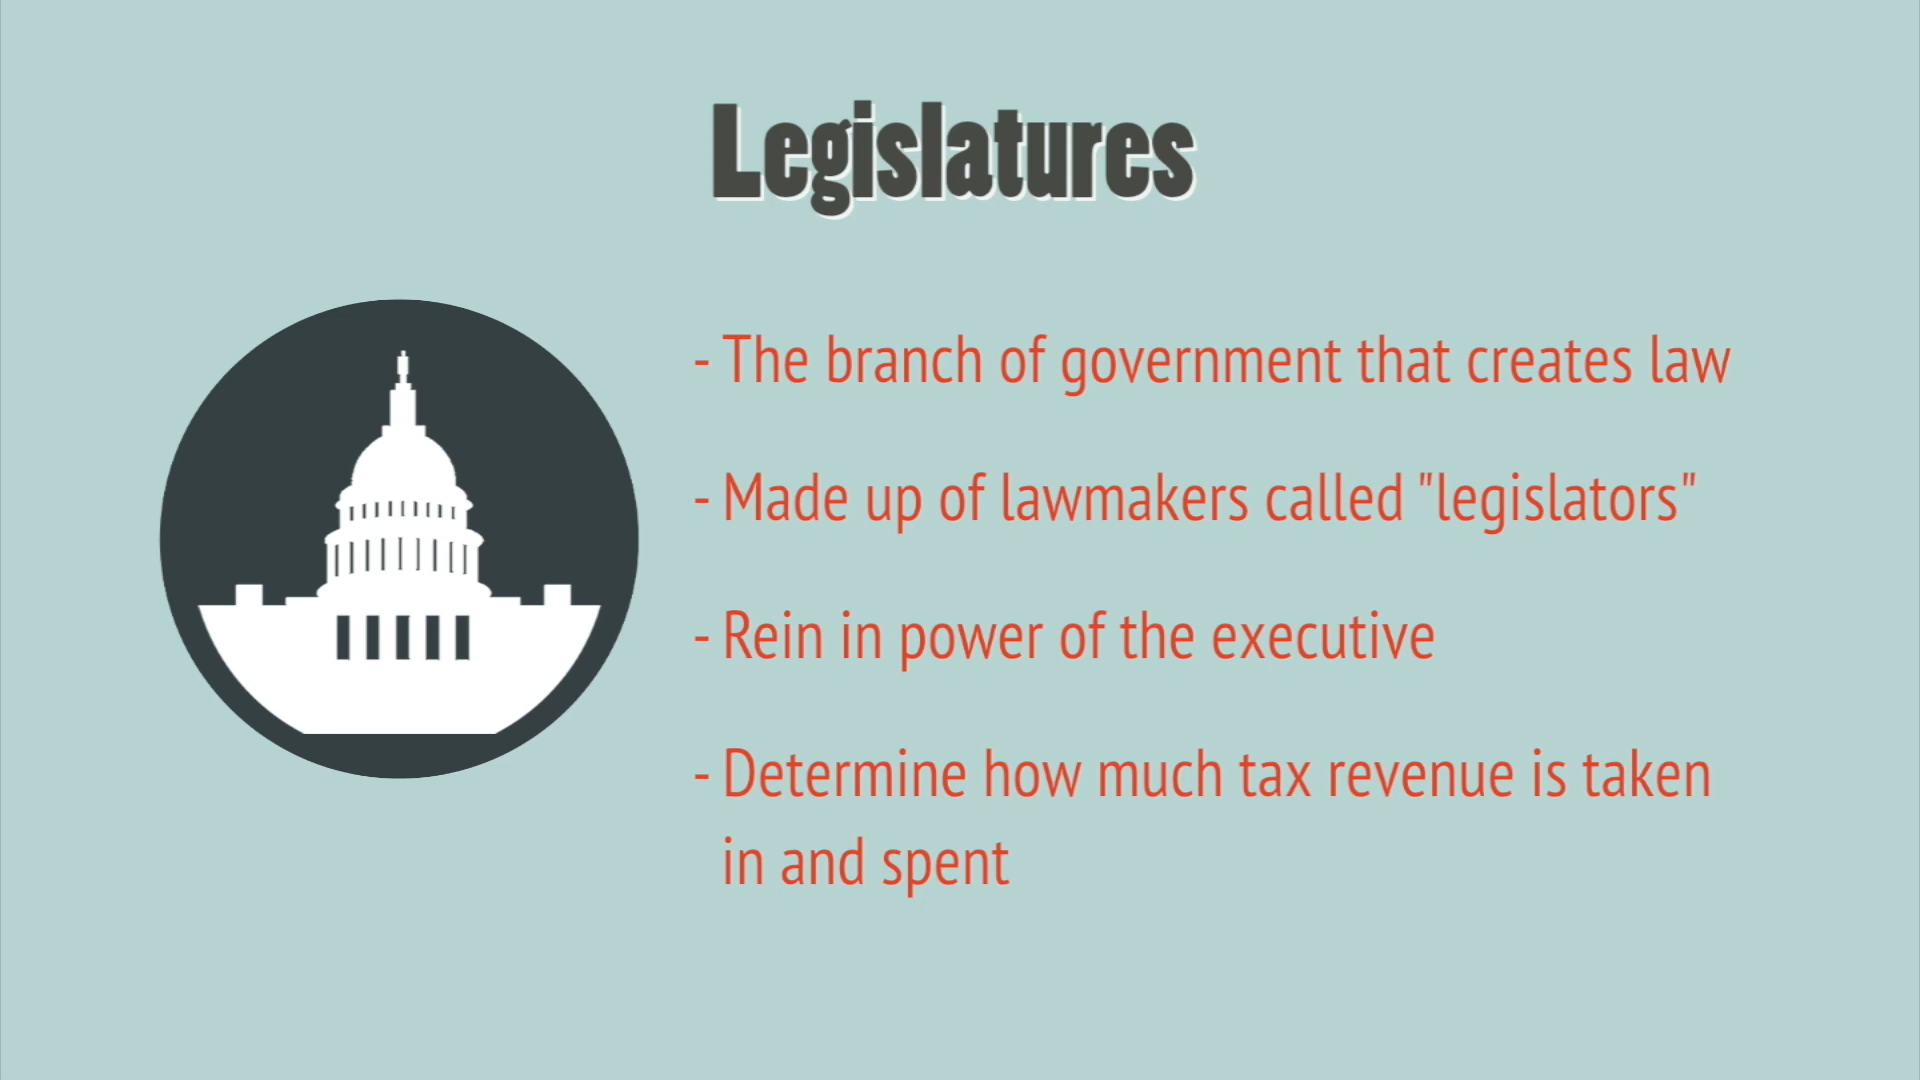 Legislatures
- The branch of government that creates law
- Made up of lawmakers called "legislators"
- Rein in power of the executive
- Determine how much tax revenue is taken
in and spent